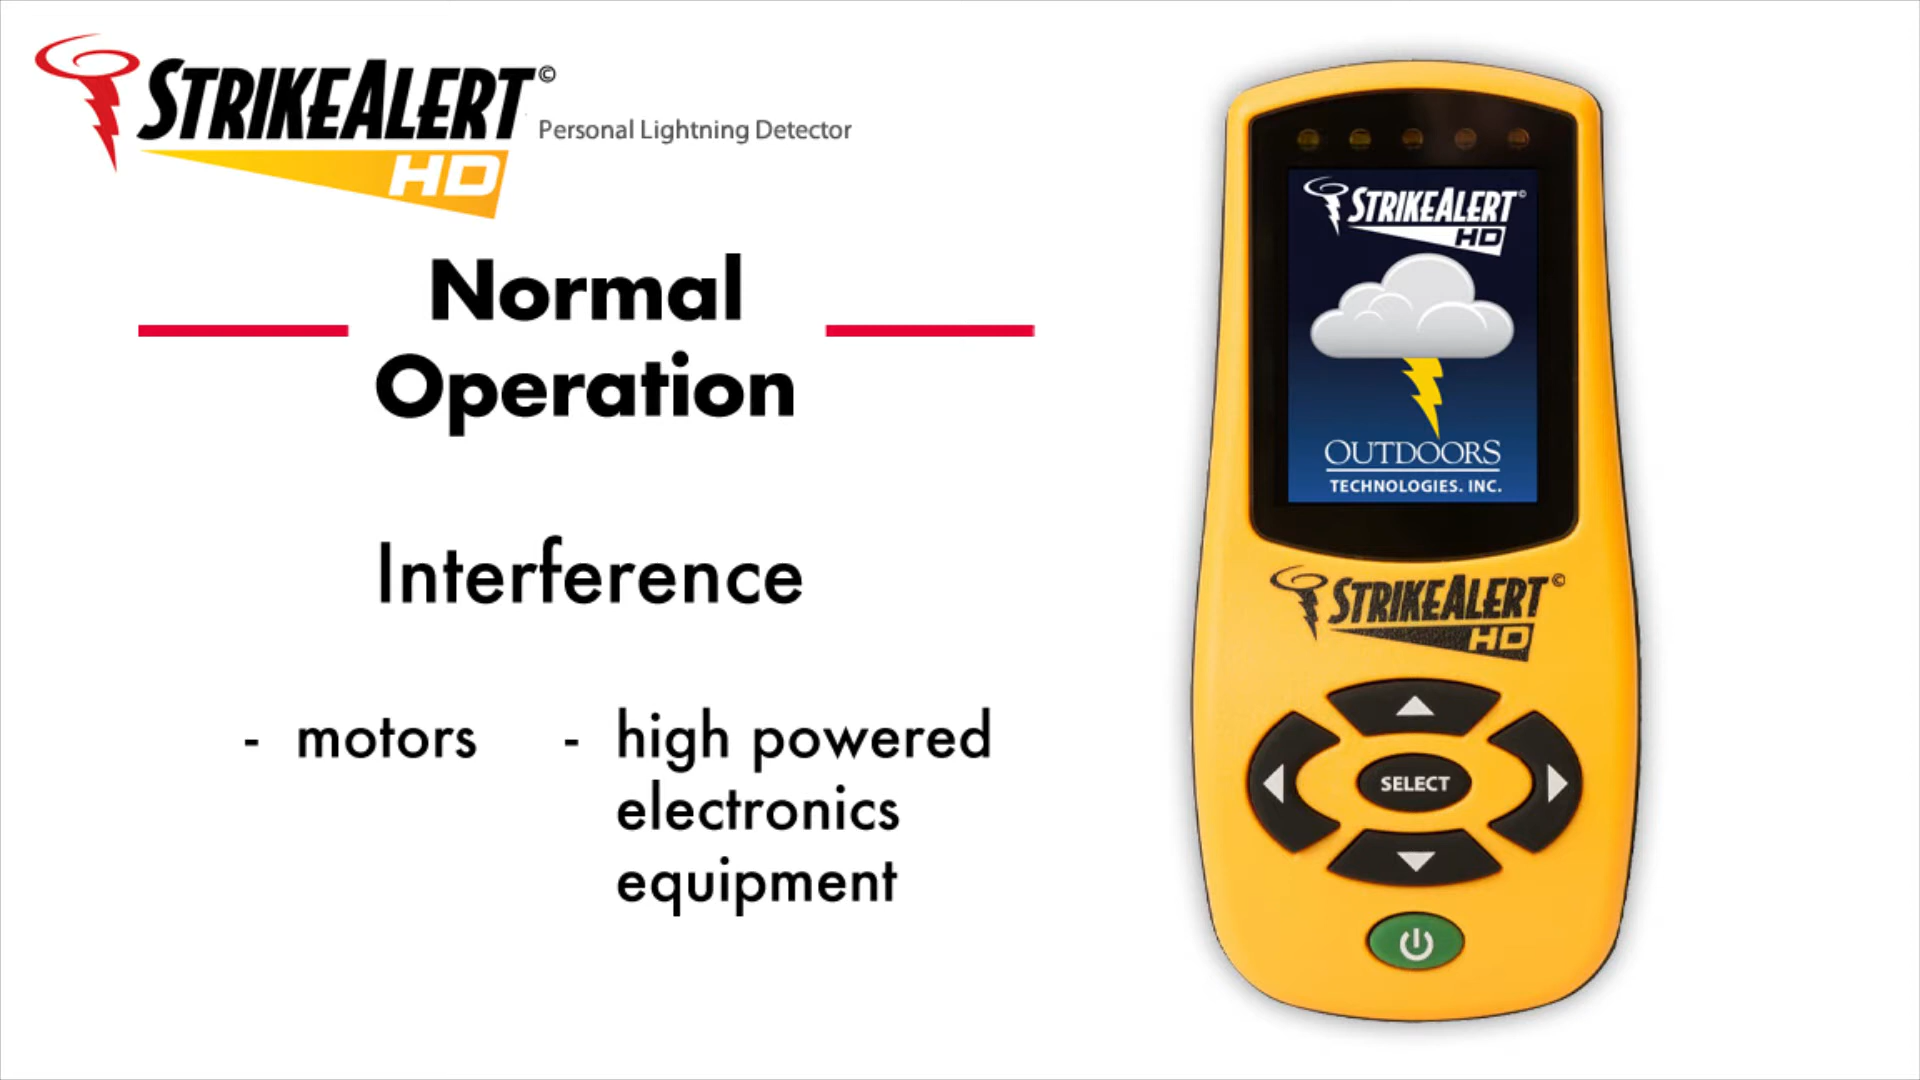 STRIKEALERT©
HD
Personal Lightning Detector
Normal
Operation
Interference
- motors
- high powered
electronics
equipment
STRIKEALERT©
HD
OUTDOORS
TECHNOLOGIES. INC.
STRIKEALERT©
HD
SELECT